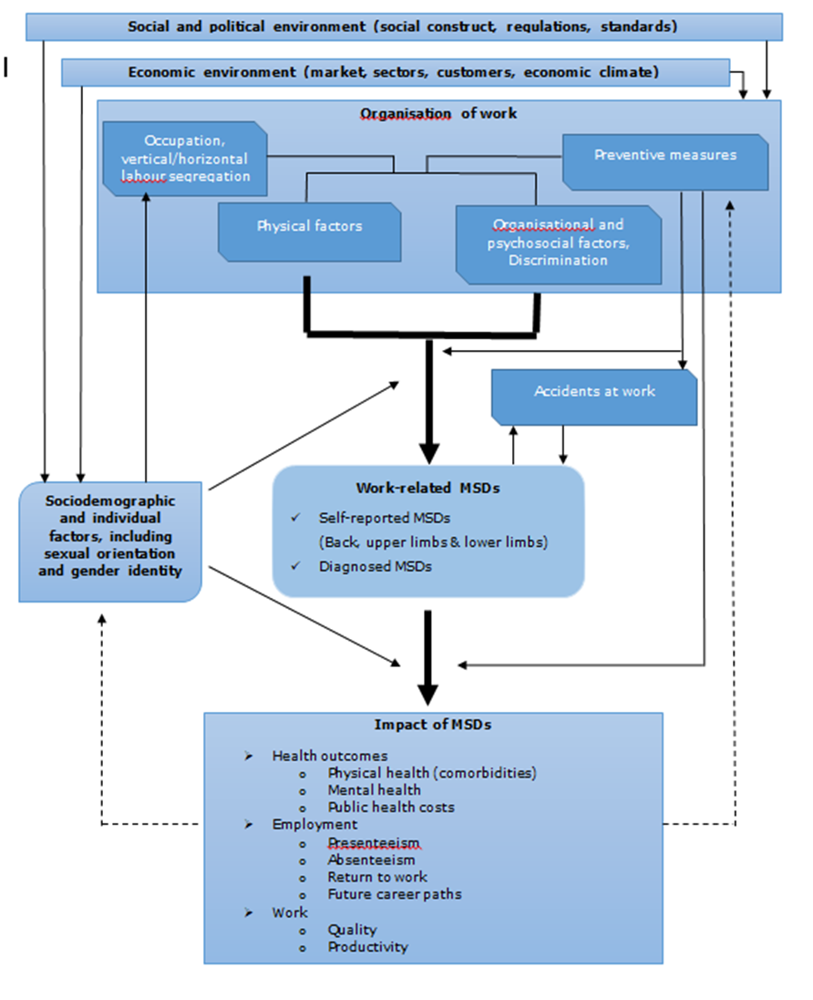 Social and political environment (social construct, regulations, standards)
l
Economic environment (market, sectors, customers, economic climate)
Organisation of work
Occupation,
vertical/horizontal
labour segregation
Preventive measures
Physical factors
Organisational and
psychosocial factors,
Discrimination
Accidents at work
Work-related MSDs
✓ Self-reported MSDs
(Back, upper limbs & lower limbs)
✓ Diagnosed MSDs
Sociodemographic
and individual
factors, including
sexual orientation
and gender identity
Impact of MSDs
➢ Health outcomes
o Physical health (comorbidities)
o Mental health
o Public health costs
➢ Employment
o Presenteeism
o Absenteeism
o Return to work
o Future career paths
➢ Work
o Quality
o Productivity